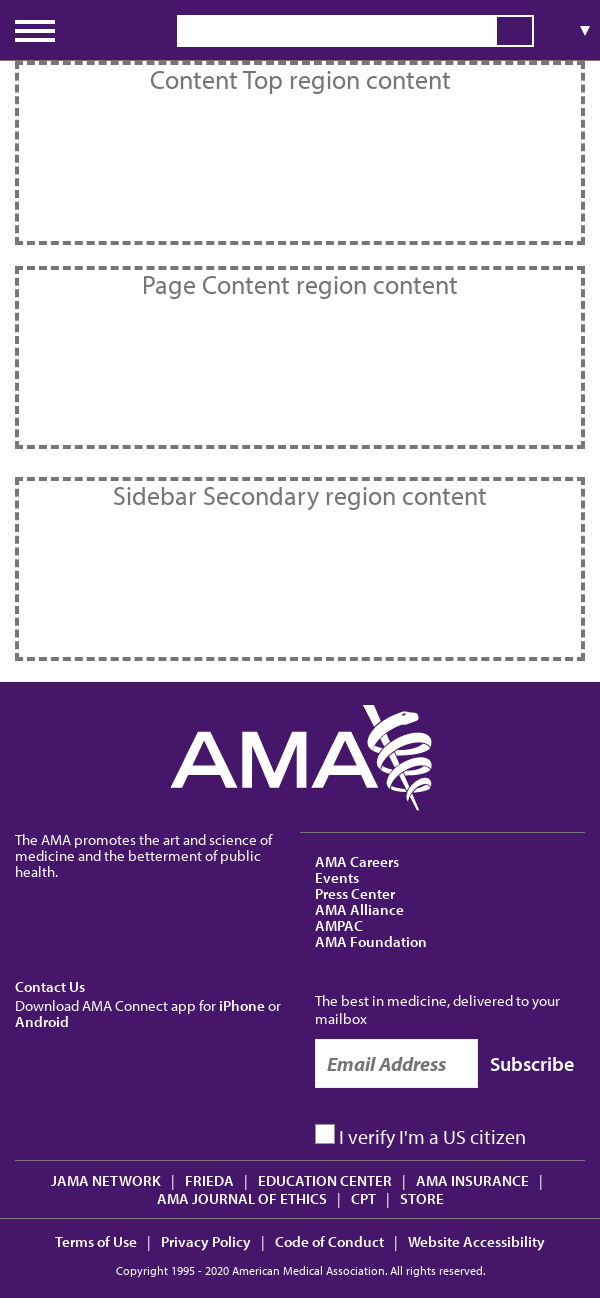 ▼
Content Top region content
Page Content region content
Sidebar Secondary region content
AMA
The AMA promotes the art and science of
medicine and the betterment of public
health.
AMA Careers
Events
Press Center
AMA Alliance
AMPAC
AMA Foundation
Contact Us
Download AMA Connect app for iPhone or
Android
The best in medicine, delivered to your
mailbox
Email Address
Subscribe
I verify I'm a US citizen
JAMA NETWORK | FRIEDA | EDUCATION CENTER | AMA INSURANCE |
AMA JOURNAL OF ETHICS | CPT | STORE
Terms of Use | Privacy Policy | Code of Conduct | Website Accessibility
Copyright 1995 - 2020 American Medical Association. All rights reserved.